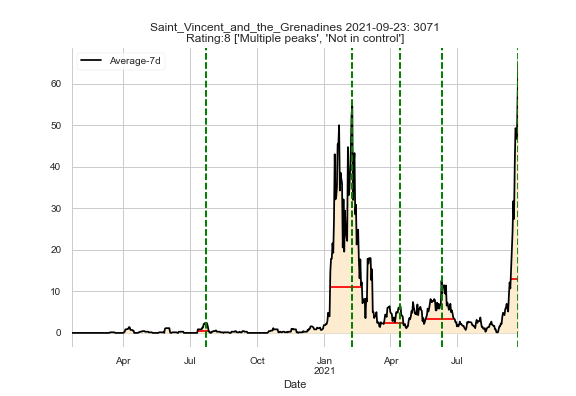 Saint_Vincent_and_the_Grenadines 2021-09-23: 3071
Rating:8 ['Multiple peaks', 'Not in control']
Average-7d
60
50
40
30
20
10
0
Apr
Jul
Oct
Jan
2021
Apr
Jul
Date